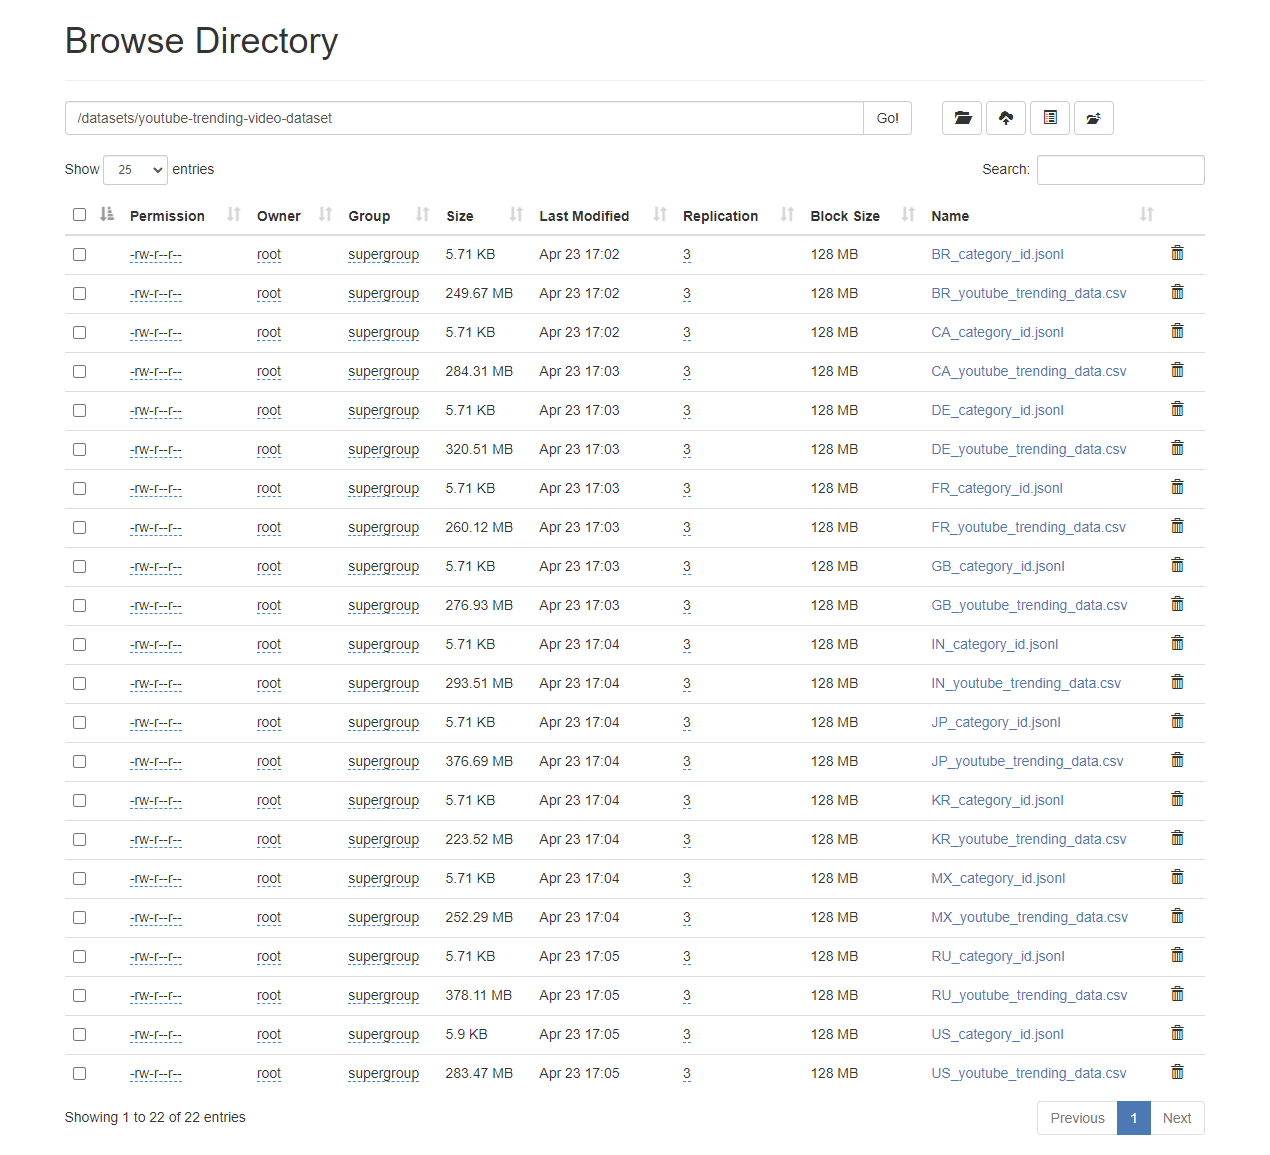 Browse Directory
/datasets/youtube-trending-video-dataset Go!
Show 25 entries Search:
Permission Owner Group Size Last Modified Replication Block Size Name
-rw-r--r-- root supergroup 5.71 KB Apr 23 17:02 3 128 MB BR_category_id.jsonl
-rw-r--r-- root supergroup 249.67 MB Apr 23 17:02 3 128 MB BR_youtube_trending_data.csv
-rw-r--r-- root supergroup 5.71 KB Apr 23 17:02 3 128 MB CA_category_id.jsonl
-rw-r--r-- root supergroup 284.31 MB Apr 23 17:03 3 128 MB CA_youtube_trending_data.csv
-rw-r--r-- root supergroup 5.71 KB Apr 23 17:03 3 128 MB DE_category_id.jsonl
-rw-r--r-- root supergroup 320.51 MB Apr 23 17:03 3 128 MB DE_youtube_trending_data.csv
-rw-r--r-- root supergroup 5.71 KB Apr 23 17:03 3 128 MB FR_category_id.jsonl
-rw-r--r-- root supergroup 260.12 MB Apr 23 17:03 3 128 MB FR_youtube_trending_data.csv
-rw-r--r-- root supergroup 5.71 KB Apr 23 17:03 3 128 MB GB_category_id.jsonl
-rw-r--r-- root supergroup 276.93 MB Apr 23 17:03 3 128 MB GB_youtube_trending_data.csv
-rw-r--r-- root supergroup 5.71 KB Apr 23 17:04 3 128 MB IN_category_id.jsonl
-rw-r--r-- root supergroup 293.51 MB Apr 23 17:04 3 128 MB IN_youtube_trending_data.csv
-rw-r--r-- root supergroup 5.71 KB Apr 23 17:04 3 128 MB JP_category_id.jsonl
-rw-r--r-- root supergroup 376.69 MB Apr 23 17:04 3 128 MB JP_youtube_trending_data.csv
-rw-r--r-- root supergroup 5.71 KB Apr 23 17:04 3 128 MB KR_category_id.jsonl
-rw-r--r-- root supergroup 223.52 MB Apr 23 17:04 3 128 MB KR_youtube_trending_data.csv
-rw-r--r-- root supergroup 5.71 KB Apr 23 17:04 3 128 MB MX_category_id.jsonl
-rw-r--r-- root supergroup 252.29 MB Apr 23 17:04 3 128 MB MX_youtube_trending_data.csv
-rw-r--r-- root supergroup 5.71 KB Apr 23 17:05 3 128 MB RU_category_id.jsonl
-rw-r--r-- root supergroup 378.11 MB Apr 23 17:05 3 128 MB RU_youtube_trending_data.csv
-rw-r--r-- root supergroup 5.9 KB Apr 23 17:05 3 128 MB US_category_id.jsonl
-rw-r--r-- root supergroup 283.47 MB Apr 23 17:05 3 128 MB US_youtube_trending_data.csv
Showing 1 to 22 of 22 entries Previous 1 Next